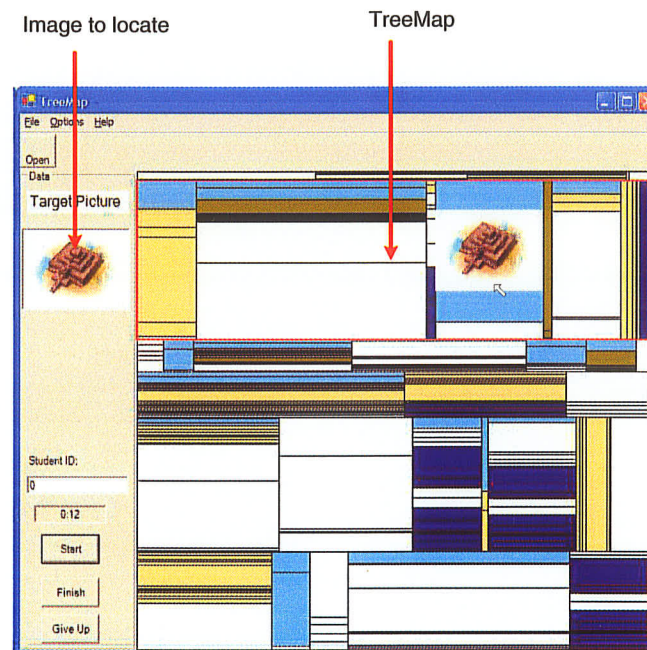 Image to locate
TreeMap
TreeMap
File Options Help
Open
Data
Target Picture
Student ID:
0
0:12
Start
Finish
Give Up